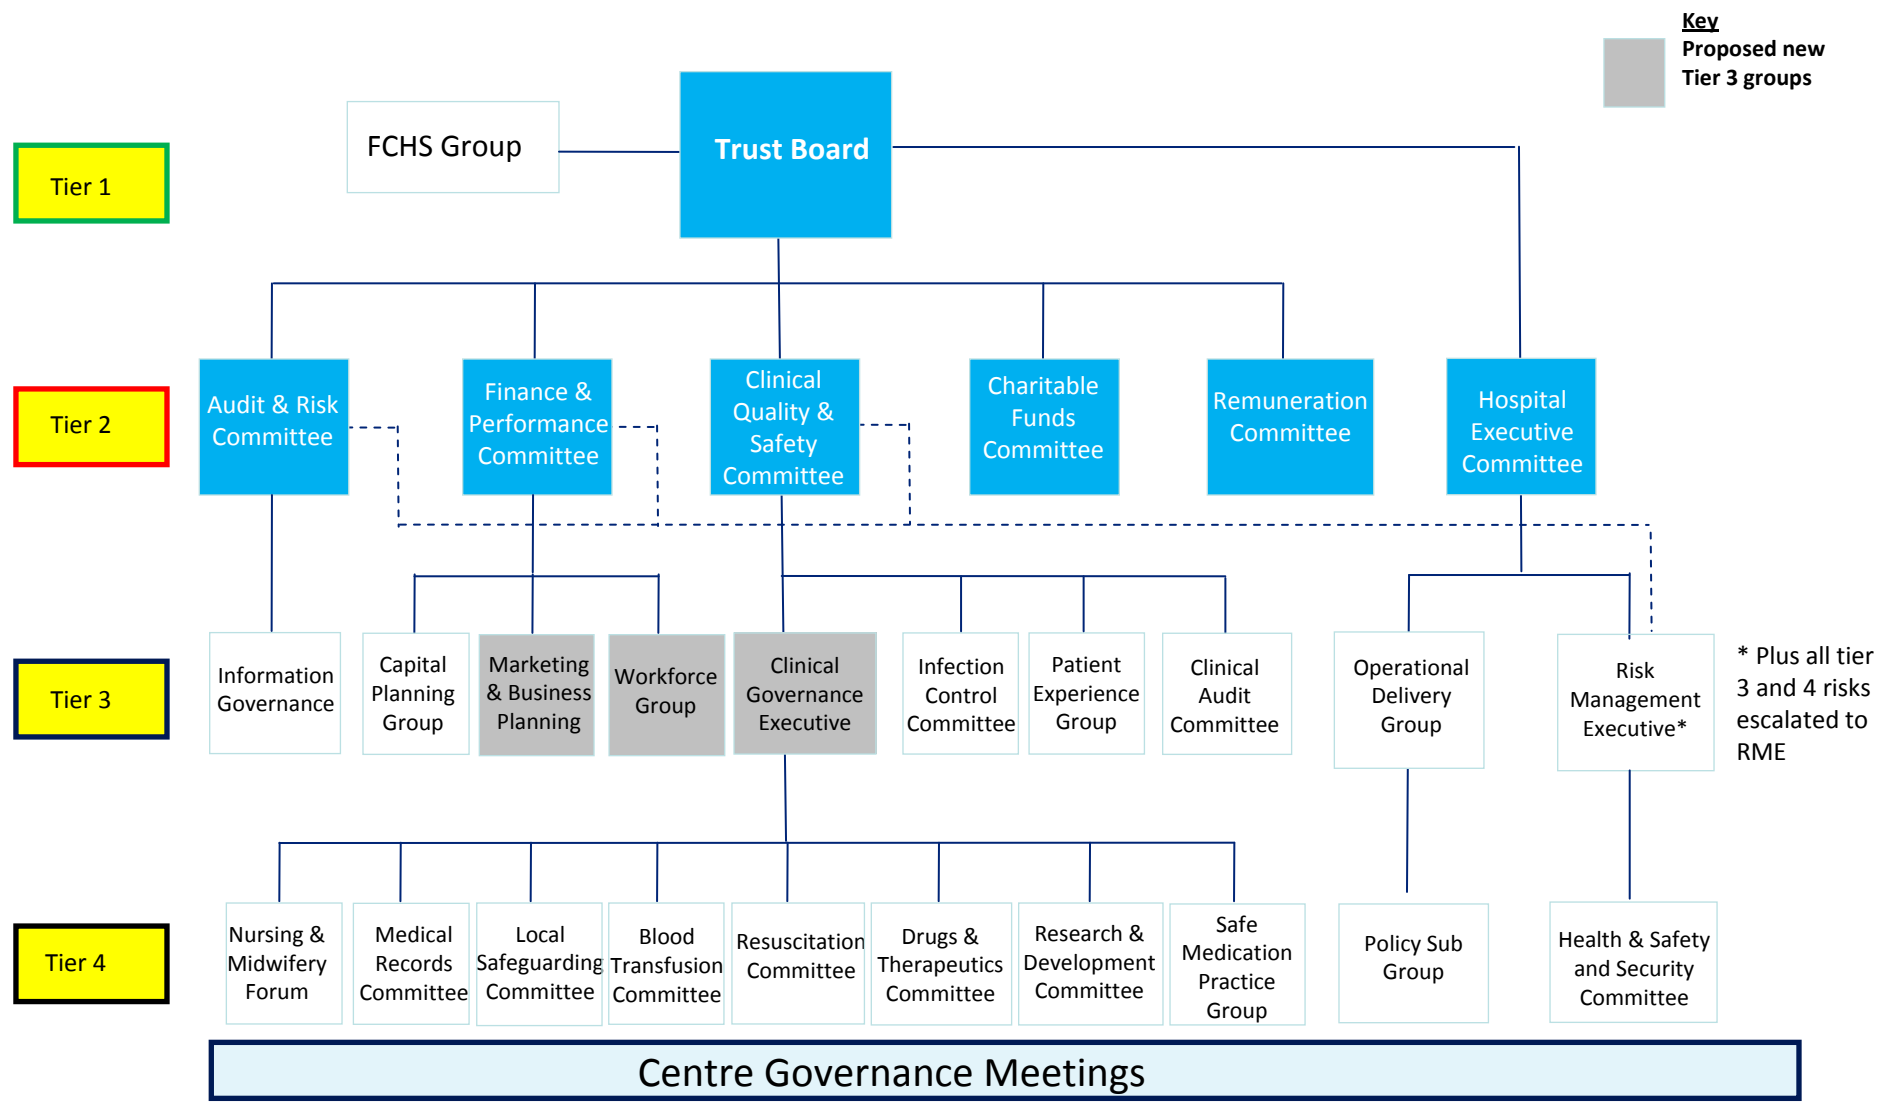 Key
Proposed new
Tier 3 groups
FCHS Group
Trust Board
Tier 1
Tier 2
Audit & Risk
Committee
Finance &
Performance
Committee
Clinical
Quality &
Safety
Committee
Charitable
Funds
Committee
Remuneration
Committee
Hospital
Executive
Committee
Tier 3
Information
Governance
Capital
Planning
Group
Marketing
& Business
Planning
Workforce
Group
Clinical
Governance
Executive
Infection
Control
Committee
Patient
Experience
Group
Clinical
Audit
Committee
Operational
Delivery
Group
Risk
Management
Executive*
* Plus all tier
3 and 4 risks
escalated to
RME
Tier 4
Nursing &
Midwifery
Forum
Medical
Records
Committee
Local
Safeguarding
Committee
Blood
Transfusion
Committee
Resuscitation
Committee
Drugs &
Therapeutics
Committee
Research &
Development
Committee
Safe
Medication
Practice
Group
Policy Sub
Group
Health & Safety
and Security
Committee
Centre Governance Meetings